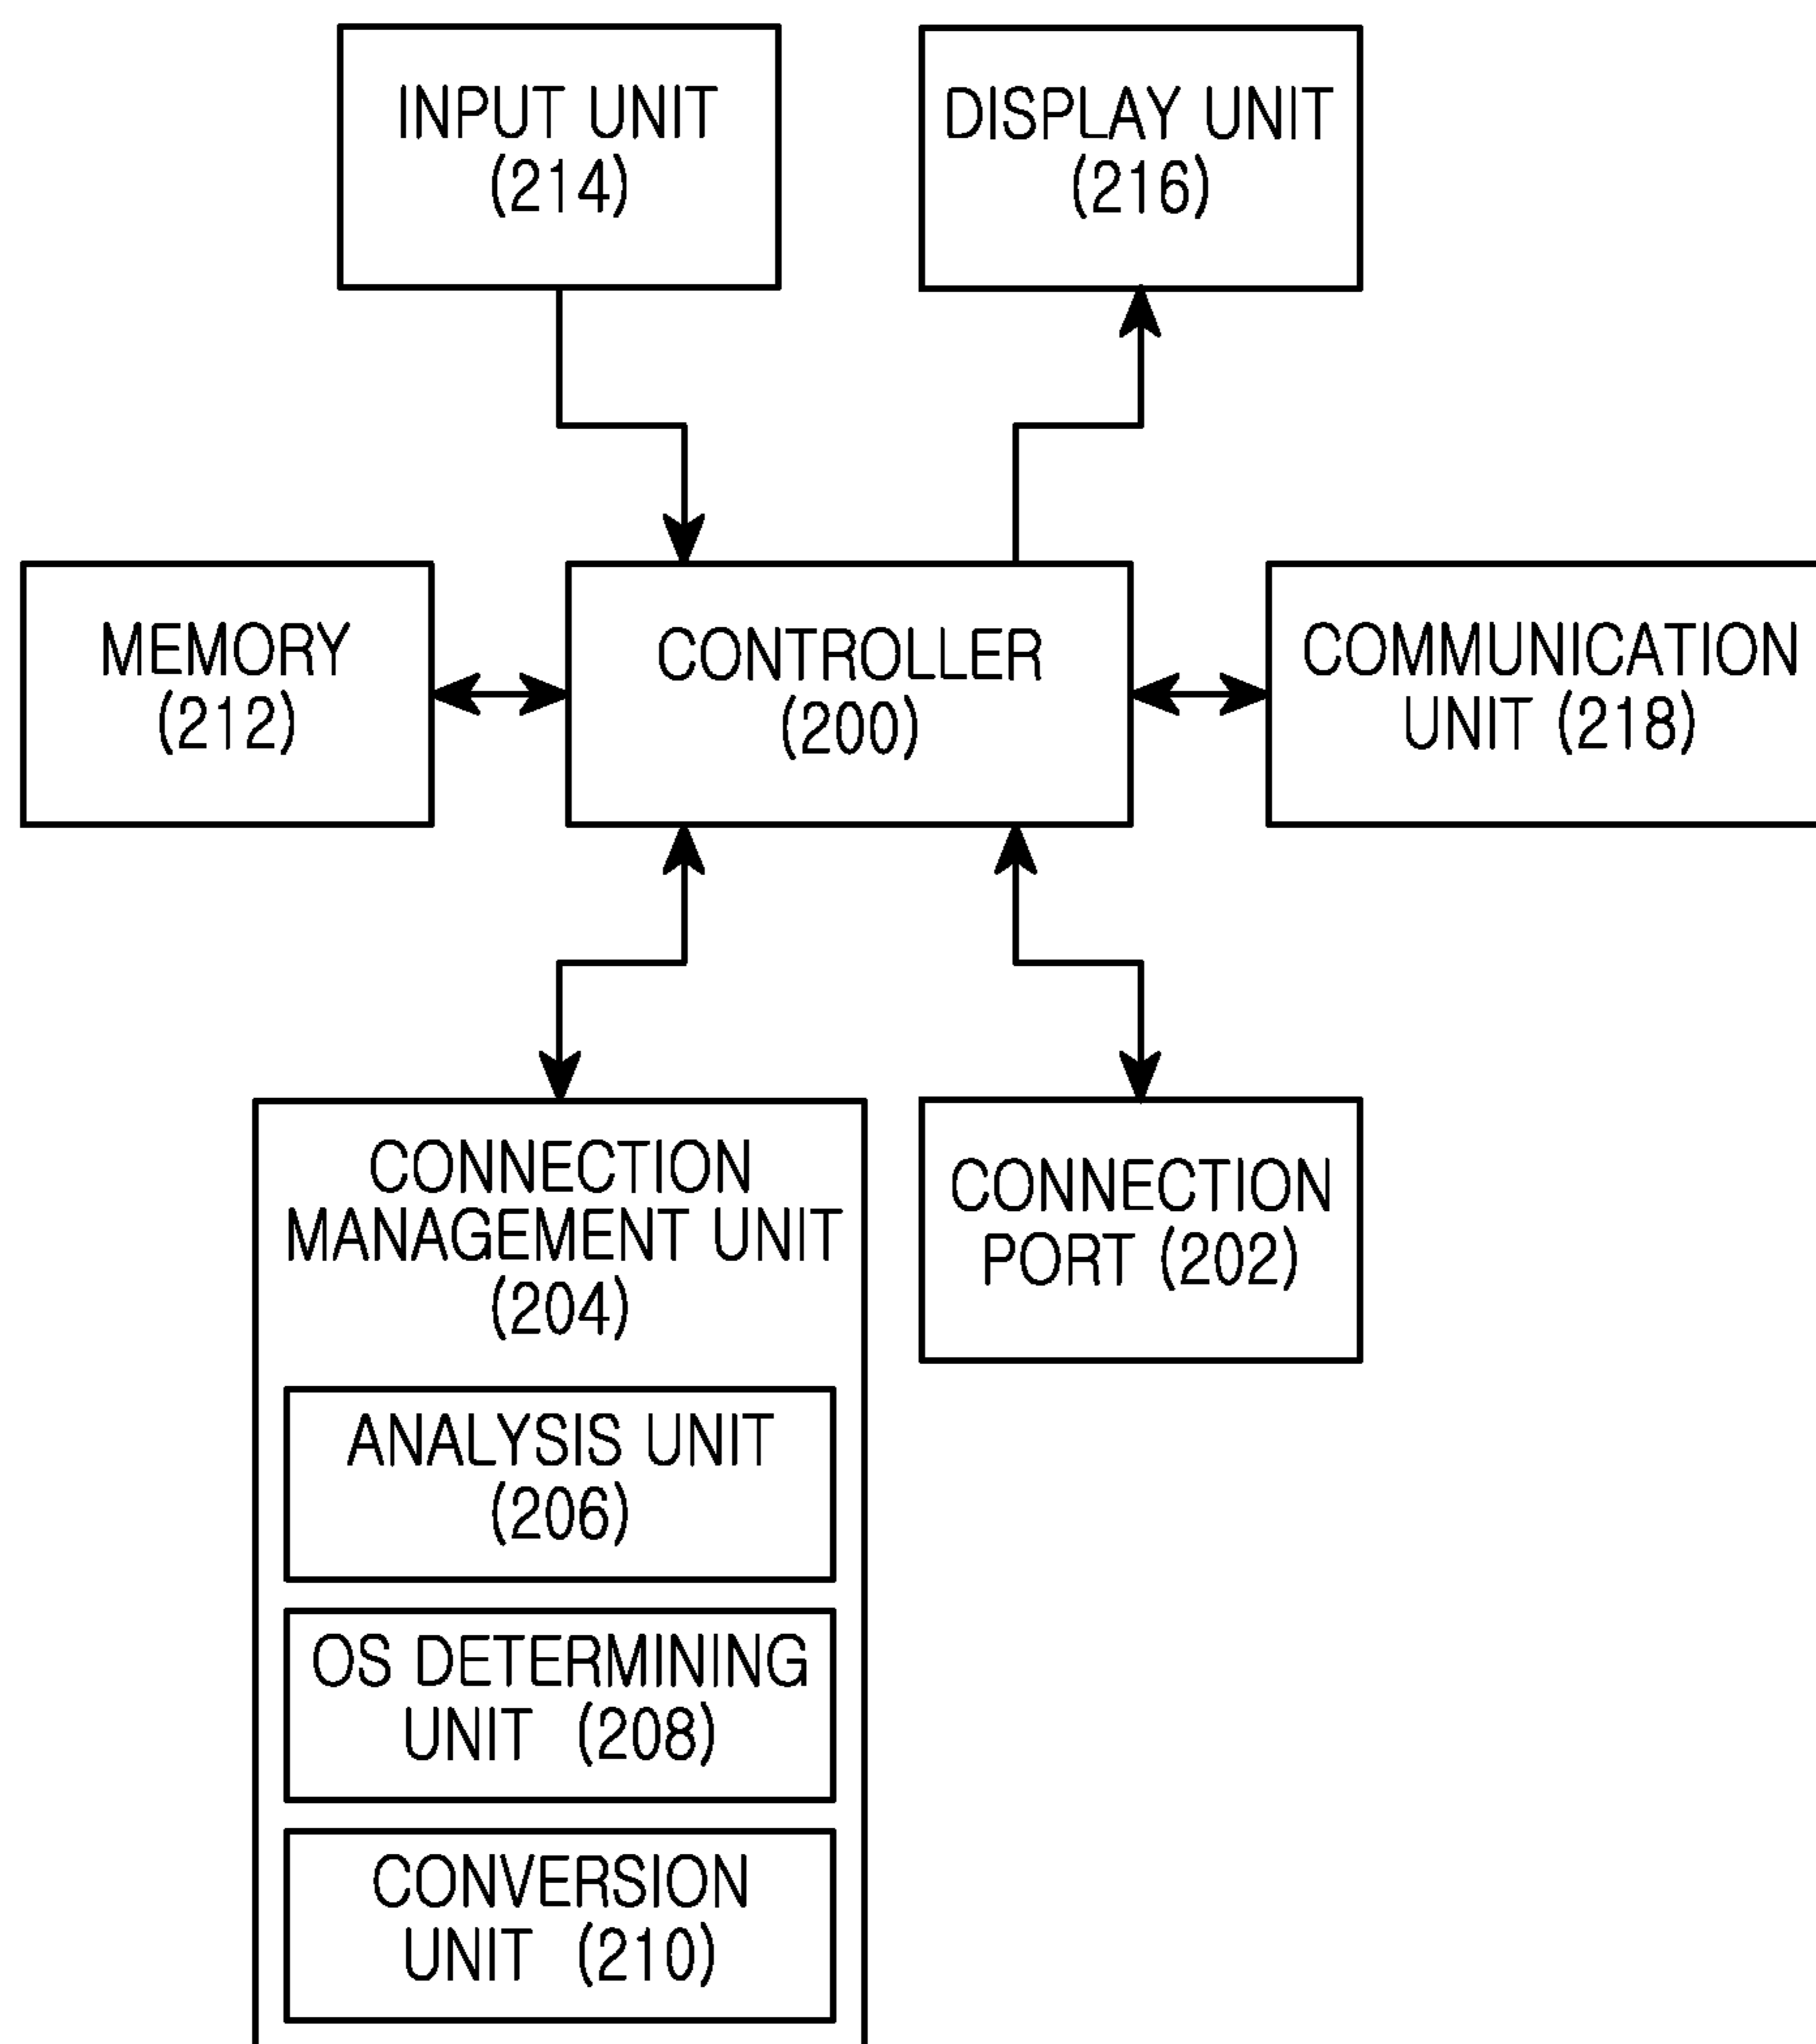 INPUT UNIT
(214)
DISPLAY UNIT
(216)
MEMORY
(212)
CONTROLLER
(200)
COMMUNICATION
UNIT (218)
CONNECTION
MANAGEMENT UNIT
(204)
CONNECTION
PORT (202)
ANALYSIS UNIT
(206)
OS DETERMINING
UNIT (208)
CONVERSION
UNIT (210)